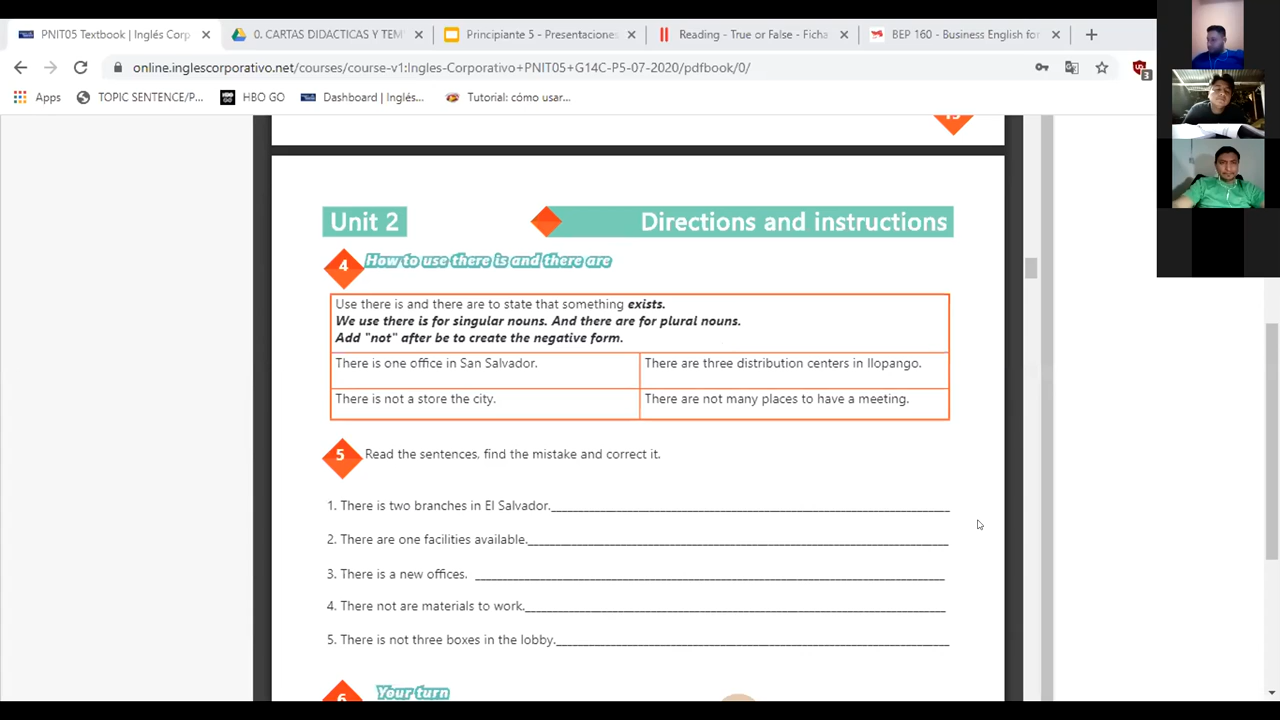 PNIT05 Textbook | Inglés Corp
0. CARTAS DIDACTICAS Y TEM
Principiante 5 - Presentaciones
Reading - True or False - Ficha
BEP 160 - Business English for
online.inglescorporativo.net/courses/course-v1:Ingles-Corporativo+PNIT05+G14C-P5-07-2020/pdfbook/0/
3
Apps
TOPIC SENTENCE/P...
HBO GO
Dashboard | Inglés...
Tutorial: cómo usar...
Unit 2
Directions and instructions
4 How to use there is and there are
Use there is and there are to state that something exists.
We use there is for singular nouns. And there are for plural nouns.
Add "not" after be to create the negative form.
There is one office in San Salvador.
There are three distribution centers in Ilopango.
There is not a store the city.
There are not many places to have a meeting.
5 Read the sentences, find the mistake and correct it.
1. There is two branches in El Salvador.
2. There are one facilities available.
3. There is a new offices.
4. There not are materials to work.
5. There is not three boxes in the lobby.
6 Your turn